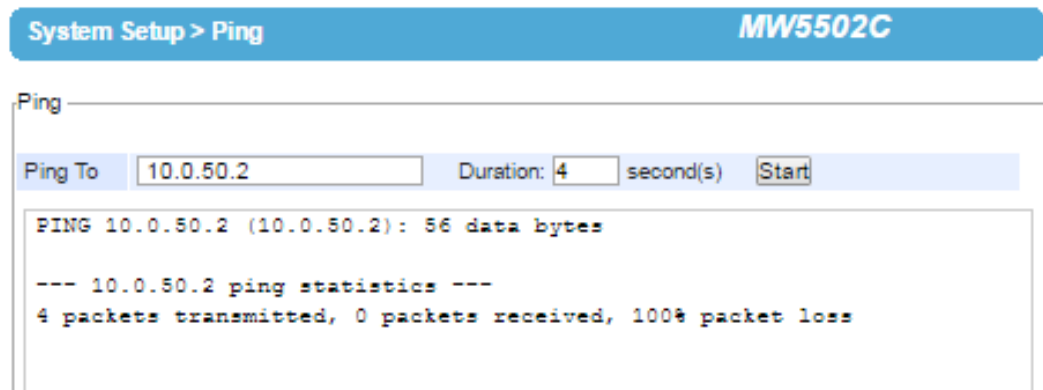 System Setup > Ping MW5502C
Ping
Ping To 10.0.50.2 Duration: 4 second(s) Start
PING 10.0.50.2 (10.0.50.2): 56 data bytes
--- 10.0.50.2 ping statistics ---
4 packets transmitted, 0 packets received, 100% packet loss